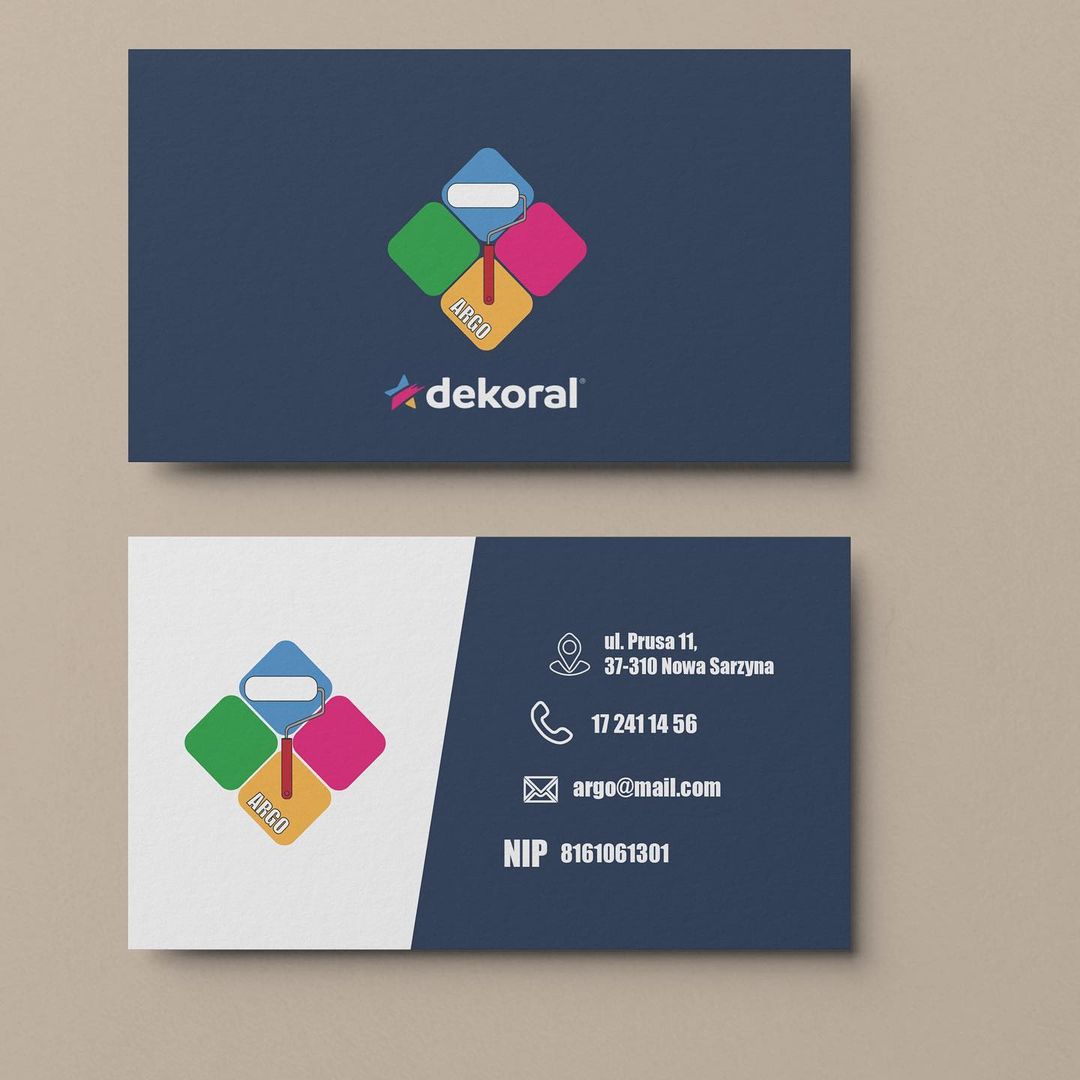 ARGO
dekoral®
ARGO
ul. Prusa 11,
37-310 Nowa Sarzyna
17 241 14 56
argo@mail.com
NIP 8161061301